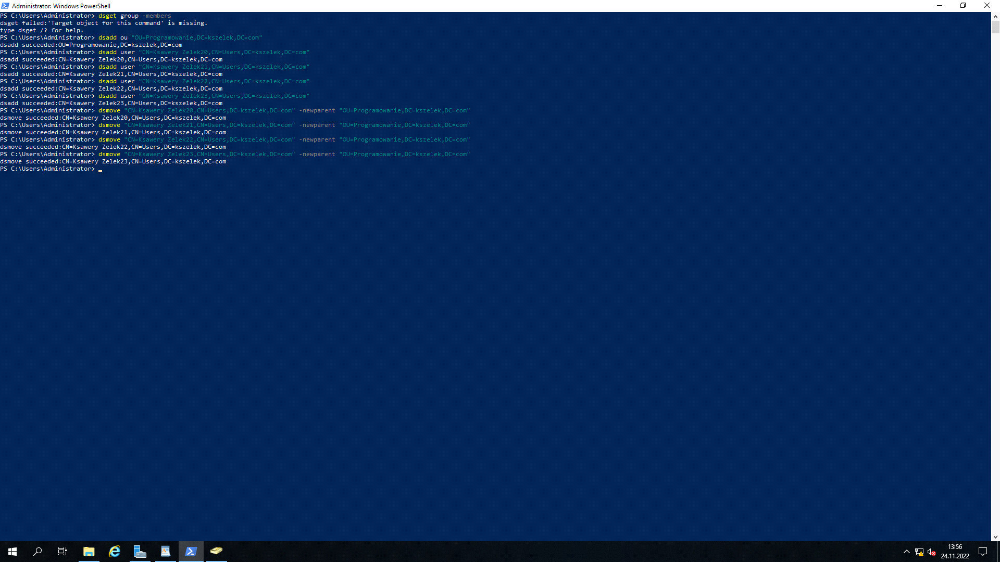 Administrator: Windows PowerShell
PS C:\Users\Administrator> dsget group -members
dsget failed:'Target object for this command' is missing.
type dsget /? for help.
PS C:\Users\Administrator> dsadd ou "OU=Programowanie,DC=kszelek,DC=com"
dsadd succeeded:OU=Programowanie,DC=kszelek,DC=com
PS C:\Users\Administrator> dsadd user "CN=Ksawery Zelek20,CN=Users,DC=kszelek,DC=com"
dsadd succeeded:CN=Ksawery Zelek20,CN=Users,DC=kszelek,DC=com
PS C:\Users\Administrator> dsadd user "CN=Ksawery Zelek21,CN=Users,DC=kszelek,DC=com"
dsadd succeeded:CN=Ksawery Zelek21,CN=Users,DC=kszelek,DC=com
PS C:\Users\Administrator> dsadd user "CN=Ksawery Zelek22,CN=Users,DC=kszelek,DC=com"
dsadd succeeded:CN=Ksawery Zelek22,CN=Users,DC=kszelek,DC=com
PS C:\Users\Administrator> dsadd user "CN=Ksawery Zelek23,CN=Users,DC=kszelek,DC=com"
dsadd succeeded:CN=Ksawery Zelek23,CN=Users,DC=kszelek,DC=com
PS C:\Users\Administrator> dsmove "CN=Ksawery Zelek20,CN=Users,DC=kszelek,DC=com" -newparent "OU=Programowanie,DC=kszelek,DC=com"
dsmove succeeded:CN=Ksawery Zelek20,CN=Users,DC=kszelek,DC=com
PS C:\Users\Administrator> dsmove "CN=Ksawery Zelek21,CN=Users,DC=kszelek,DC=com" -newparent "OU=Programowanie,DC=kszelek,DC=com"
dsmove succeeded:CN=Ksawery Zelek21,CN=Users,DC=kszelek,DC=com
PS C:\Users\Administrator> dsmove "CN=Ksawery Zelek22,CN=Users,DC=kszelek,DC=com" -newparent "OU=Programowanie,DC=kszelek,DC=com"
dsmove succeeded:CN=Ksawery Zelek22,CN=Users,DC=kszelek,DC=com
PS C:\Users\Administrator> dsmove "CN=Ksawery Zelek23,CN=Users,DC=kszelek,DC=com" -newparent "OU=Programowanie,DC=kszelek,DC=com"
dsmove succeeded:CN=Ksawery Zelek23,CN=Users,DC=kszelek,DC=com
PS C:\Users\Administrator>
13:56
24.11.2022